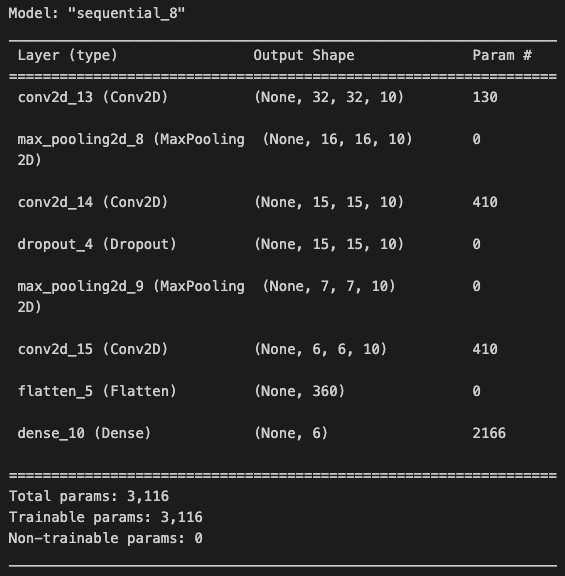 Model: "sequential_8"
Layer (type) Output Shape Param #
conv2d_13 (Conv2D) (None, 32, 32, 10) 130
max_pooling2d_8 (MaxPooling (None, 16, 16, 10) 0
2D)
conv2d_14 (Conv2D) (None, 15, 15, 10) 410
dropout_4 (Dropout) (None, 15, 15, 10) 0
max_pooling2d_9 (MaxPooling (None, 7, 7, 10) 0
2D)
conv2d_15 (Conv2D) (None, 6, 6, 10) 410
flatten_5 (Flatten) (None, 360) 0
dense_10 (Dense) (None, 6) 2166
Total params: 3,116
Trainable params: 3,116
Non-trainable params: 0